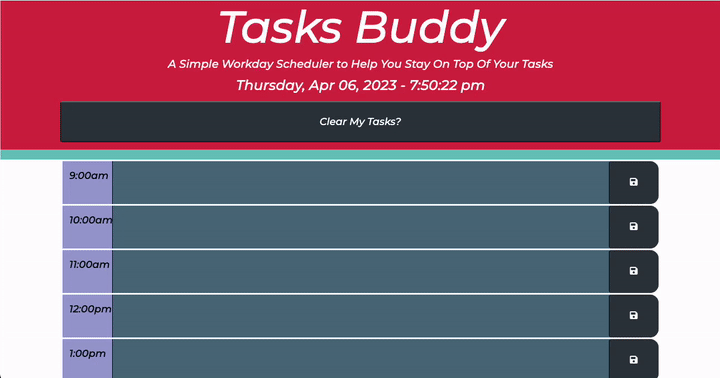 Tasks Buddy
A Simple Workday Scheduler to Help You Stay On Top Of Your Tasks
Thursday, Apr 06, 2023 - 7:50:22 pm
Clear My Tasks?
9:00am
10:00am
11:00am
12:00pm
1:00pm